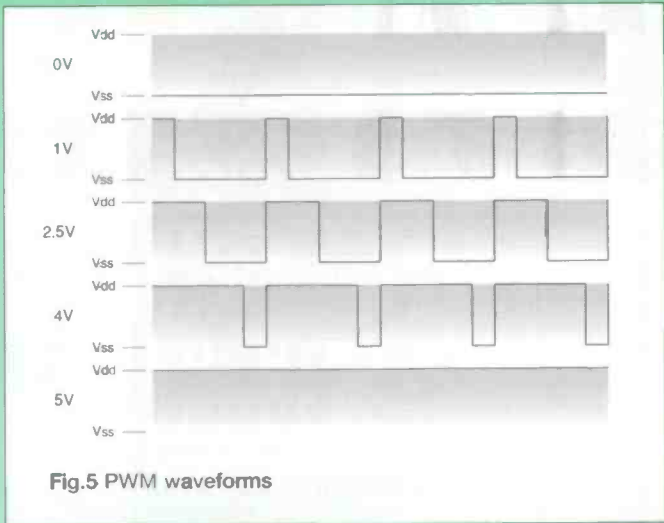 Vdd
0V
Vss
Vdd
1V
Vss
Vdd
2.5V
Vss
Vdd
4V
Vss
Vdd
5V
Vss
Fig.5 PWM waveforms